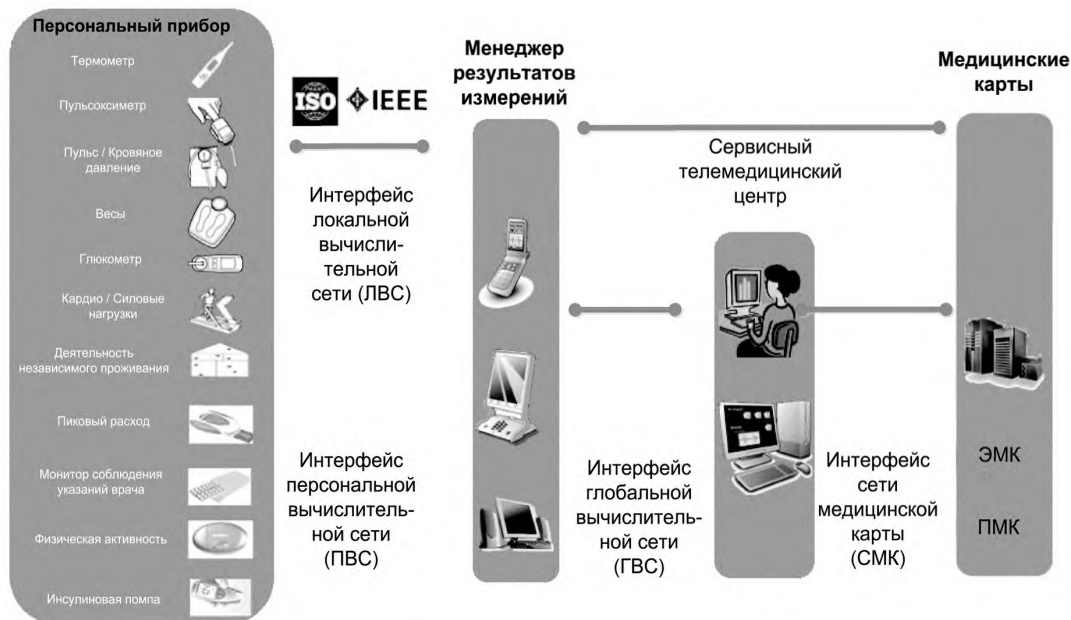 Персональный прибор
Термометр
Пульсоксиметр
Пульс / Кровяное
давление
Весы
Глюкометр
Кардио / Силовые
нагрузки
Деятельность
независимого проживания
Пиковый расход
Монитор соблюдения
указаний врача
Физическая активность
Инсулиновая помпа
ISO
IEEE
Интерфейс
локальной
вычисли-
тельной
сети (ЛВС)
Интерфейс
персональной
вычислитель-
ной сети
(ПВС)
Менеджер
результатов
измерений
Сервисный
телемедицинский
центр
Интерфейс
глобальной
вычислитель-
ной сети
(ГВС)
Интерфейс
сети
медицинской
карты
(СМК)
Медицинские
карты
ЭМК
ПМК